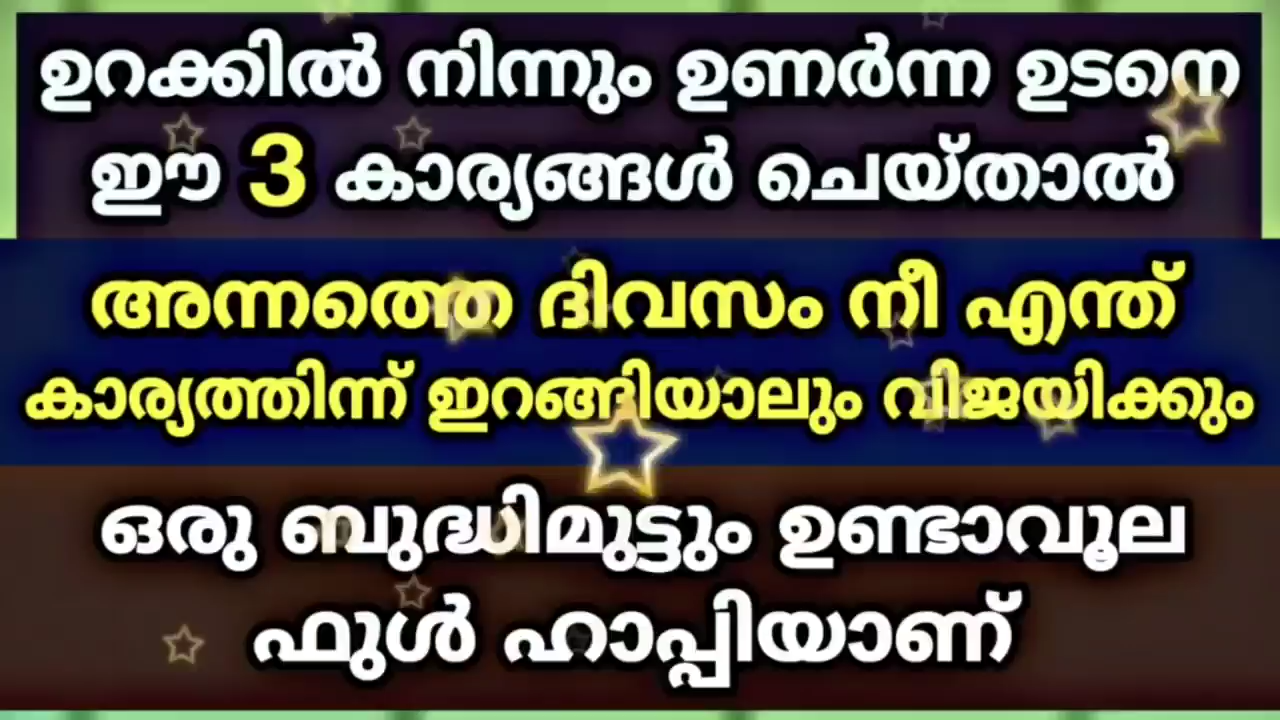 ഉറക്കിൽ നിന്നും ഉണർന്ന ഉടനെ
ഈ 3 കാര്യങ്ങൾ ചെയ്താൽ
അന്നത്തെ ദിവസം നീ എന്ത്
കാര്യത്തിന്ന് ഇറങ്ങിയാലും വിജയിക്കും
ഒരു ബുദ്ധിമുട്ടും ഉണ്ടാവൂല
ഫുൾ ഹാപ്പിയാണ്